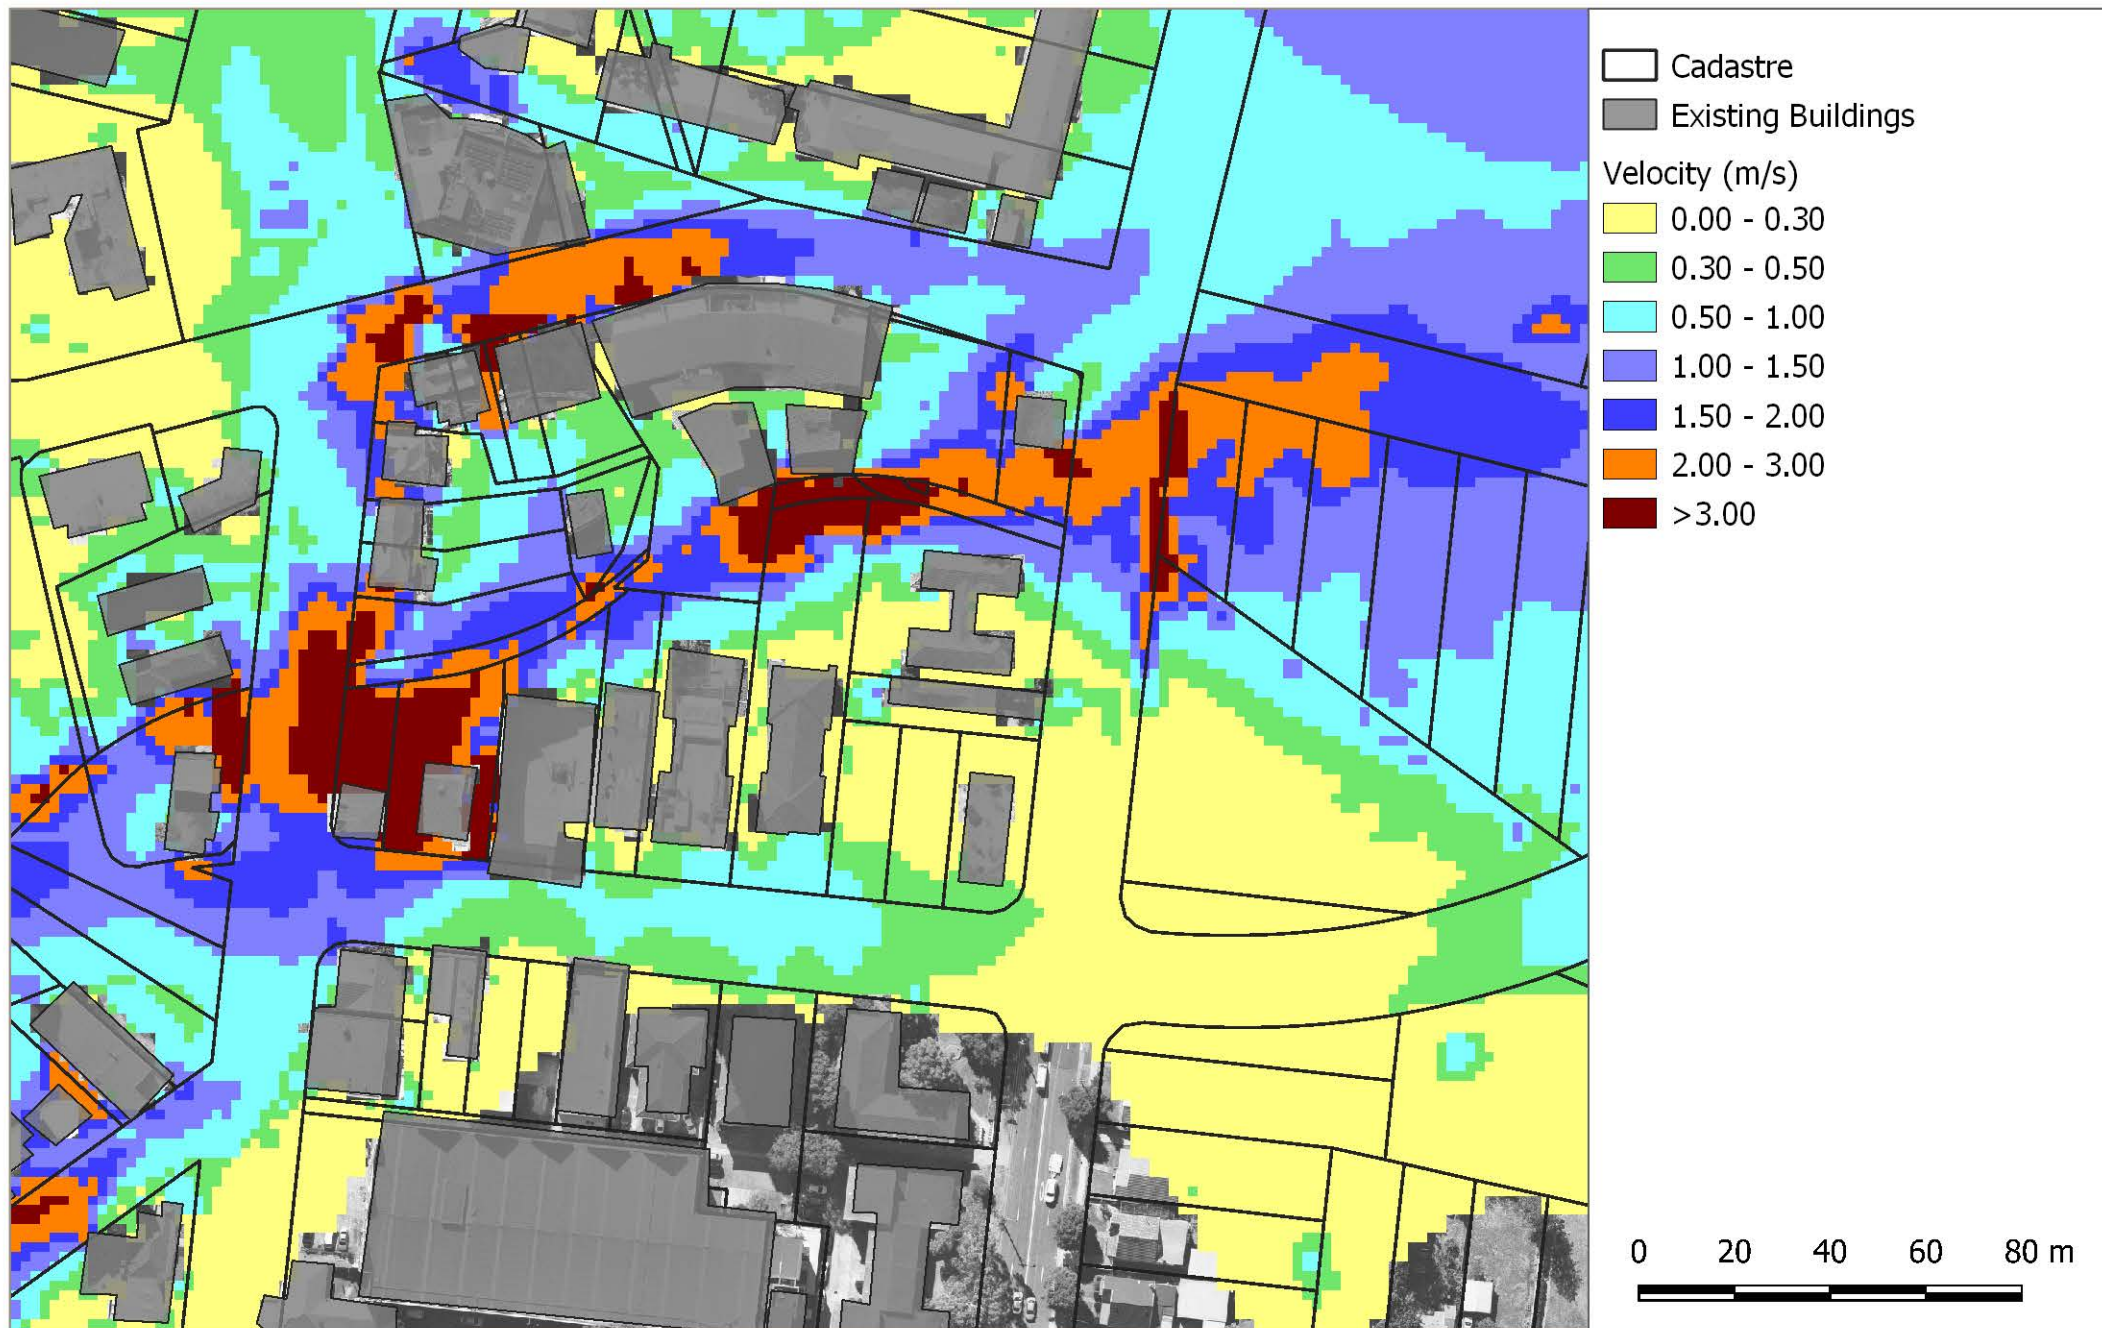 Cadastre
Existing Buildings
Velocity (m/s)
0.00 - 0.30
0.30 - 0.50
0.50 - 1.00
1.00 - 1.50
1.50 - 2.00
2.00 - 3.00
>3.00
0 20 40 60 80 m